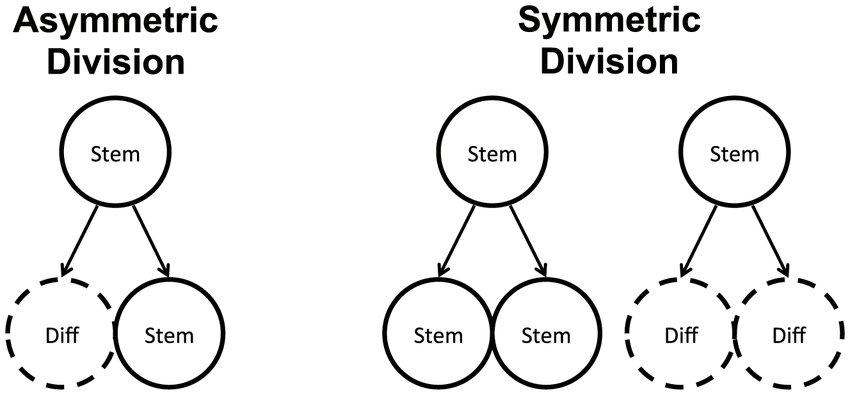 Asymmetric
Division
Symmetric
Division
Stem
Stem
Stem
Diff
Stem
Stem
Stem
Diff
Diff